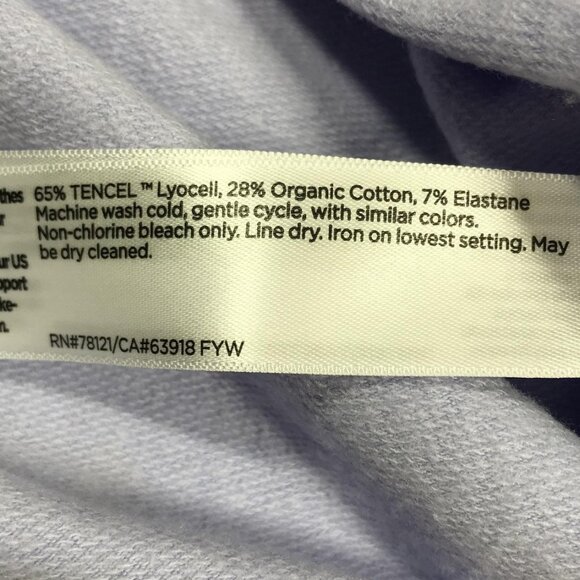 65% TENCEL™ Lyocell, 28% Organic Cotton, 7% Elastane
Machine wash cold, gentle cycle, with similar colors.
Non-chlorine bleach only. Line dry. Iron on lowest setting. May
be dry cleaned.
RN#78121/CA#63918 FYW
US